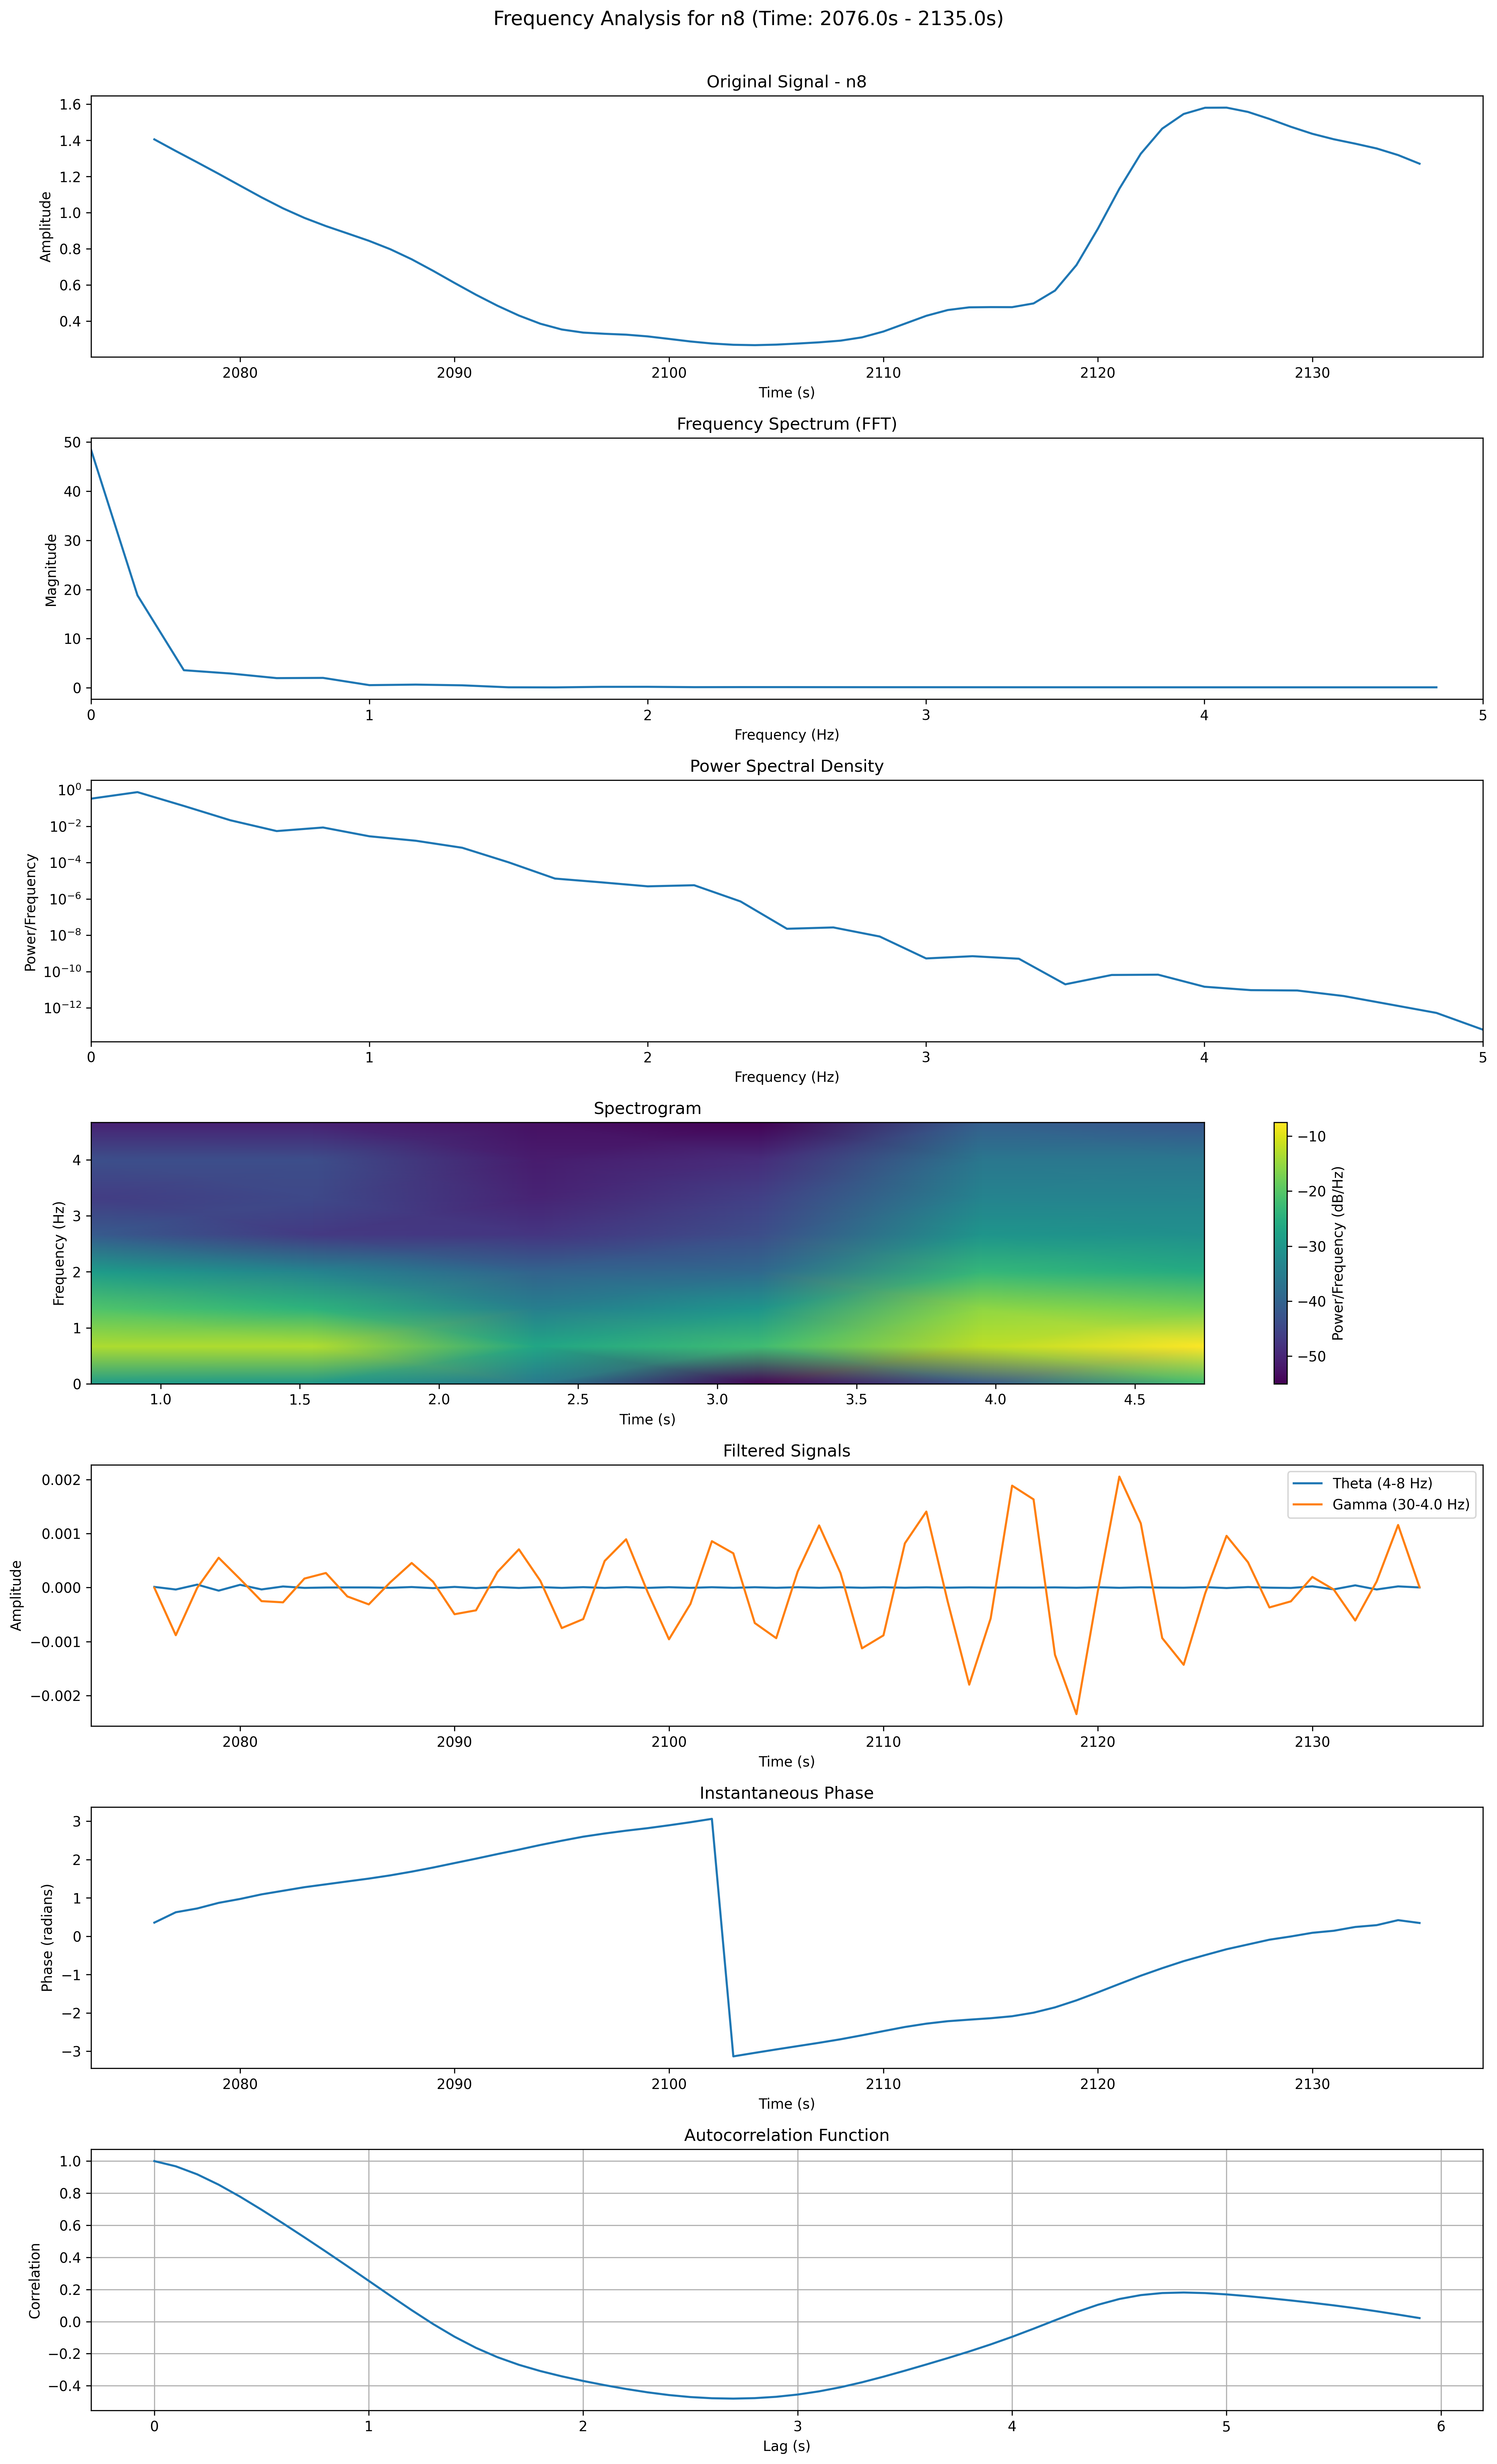 Frequency Analysis for n8 (Time: 2076.0s - 2135.0s)
Original Signal - n8
Amplitude
1.6
1.4
1.2
1.0
0.8
0.6
0.4
2080 2090 2100 2110 2120 2130
Time (s)
Frequency Spectrum (FFT)
Magnitude
50
40
30
20
10
0
0 1 2 3 4 5
Frequency (Hz)
Power Spectral Density
Power/Frequency
10⁰
10⁻²
10⁻⁴
10⁻⁶
10⁻⁸
10⁻¹⁰
10⁻¹²
0 1 2 3 4 5
Frequency (Hz)
Spectrogram
Frequency (Hz)
4
3
2
1
0
1.0 1.5 2.0 2.5 3.0 3.5 4.0 4.5
Time (s)
−10
−20
−30
−40
−50
Power/Frequency (dB/Hz)
Filtered Signals
Amplitude
0.002
0.001
0.000
−0.001
−0.002
Theta (4-8 Hz)
Gamma (30-4.0 Hz)
2080 2090 2100 2110 2120 2130
Time (s)
Instantaneous Phase
Phase (radians)
3
2
1
0
−1
−2
−3
2080 2090 2100 2110 2120 2130
Time (s)
Autocorrelation Function
Correlation
1.0
0.8
0.6
0.4
0.2
0.0
−0.2
−0.4
0 1 2 3 4 5 6
Lag (s)